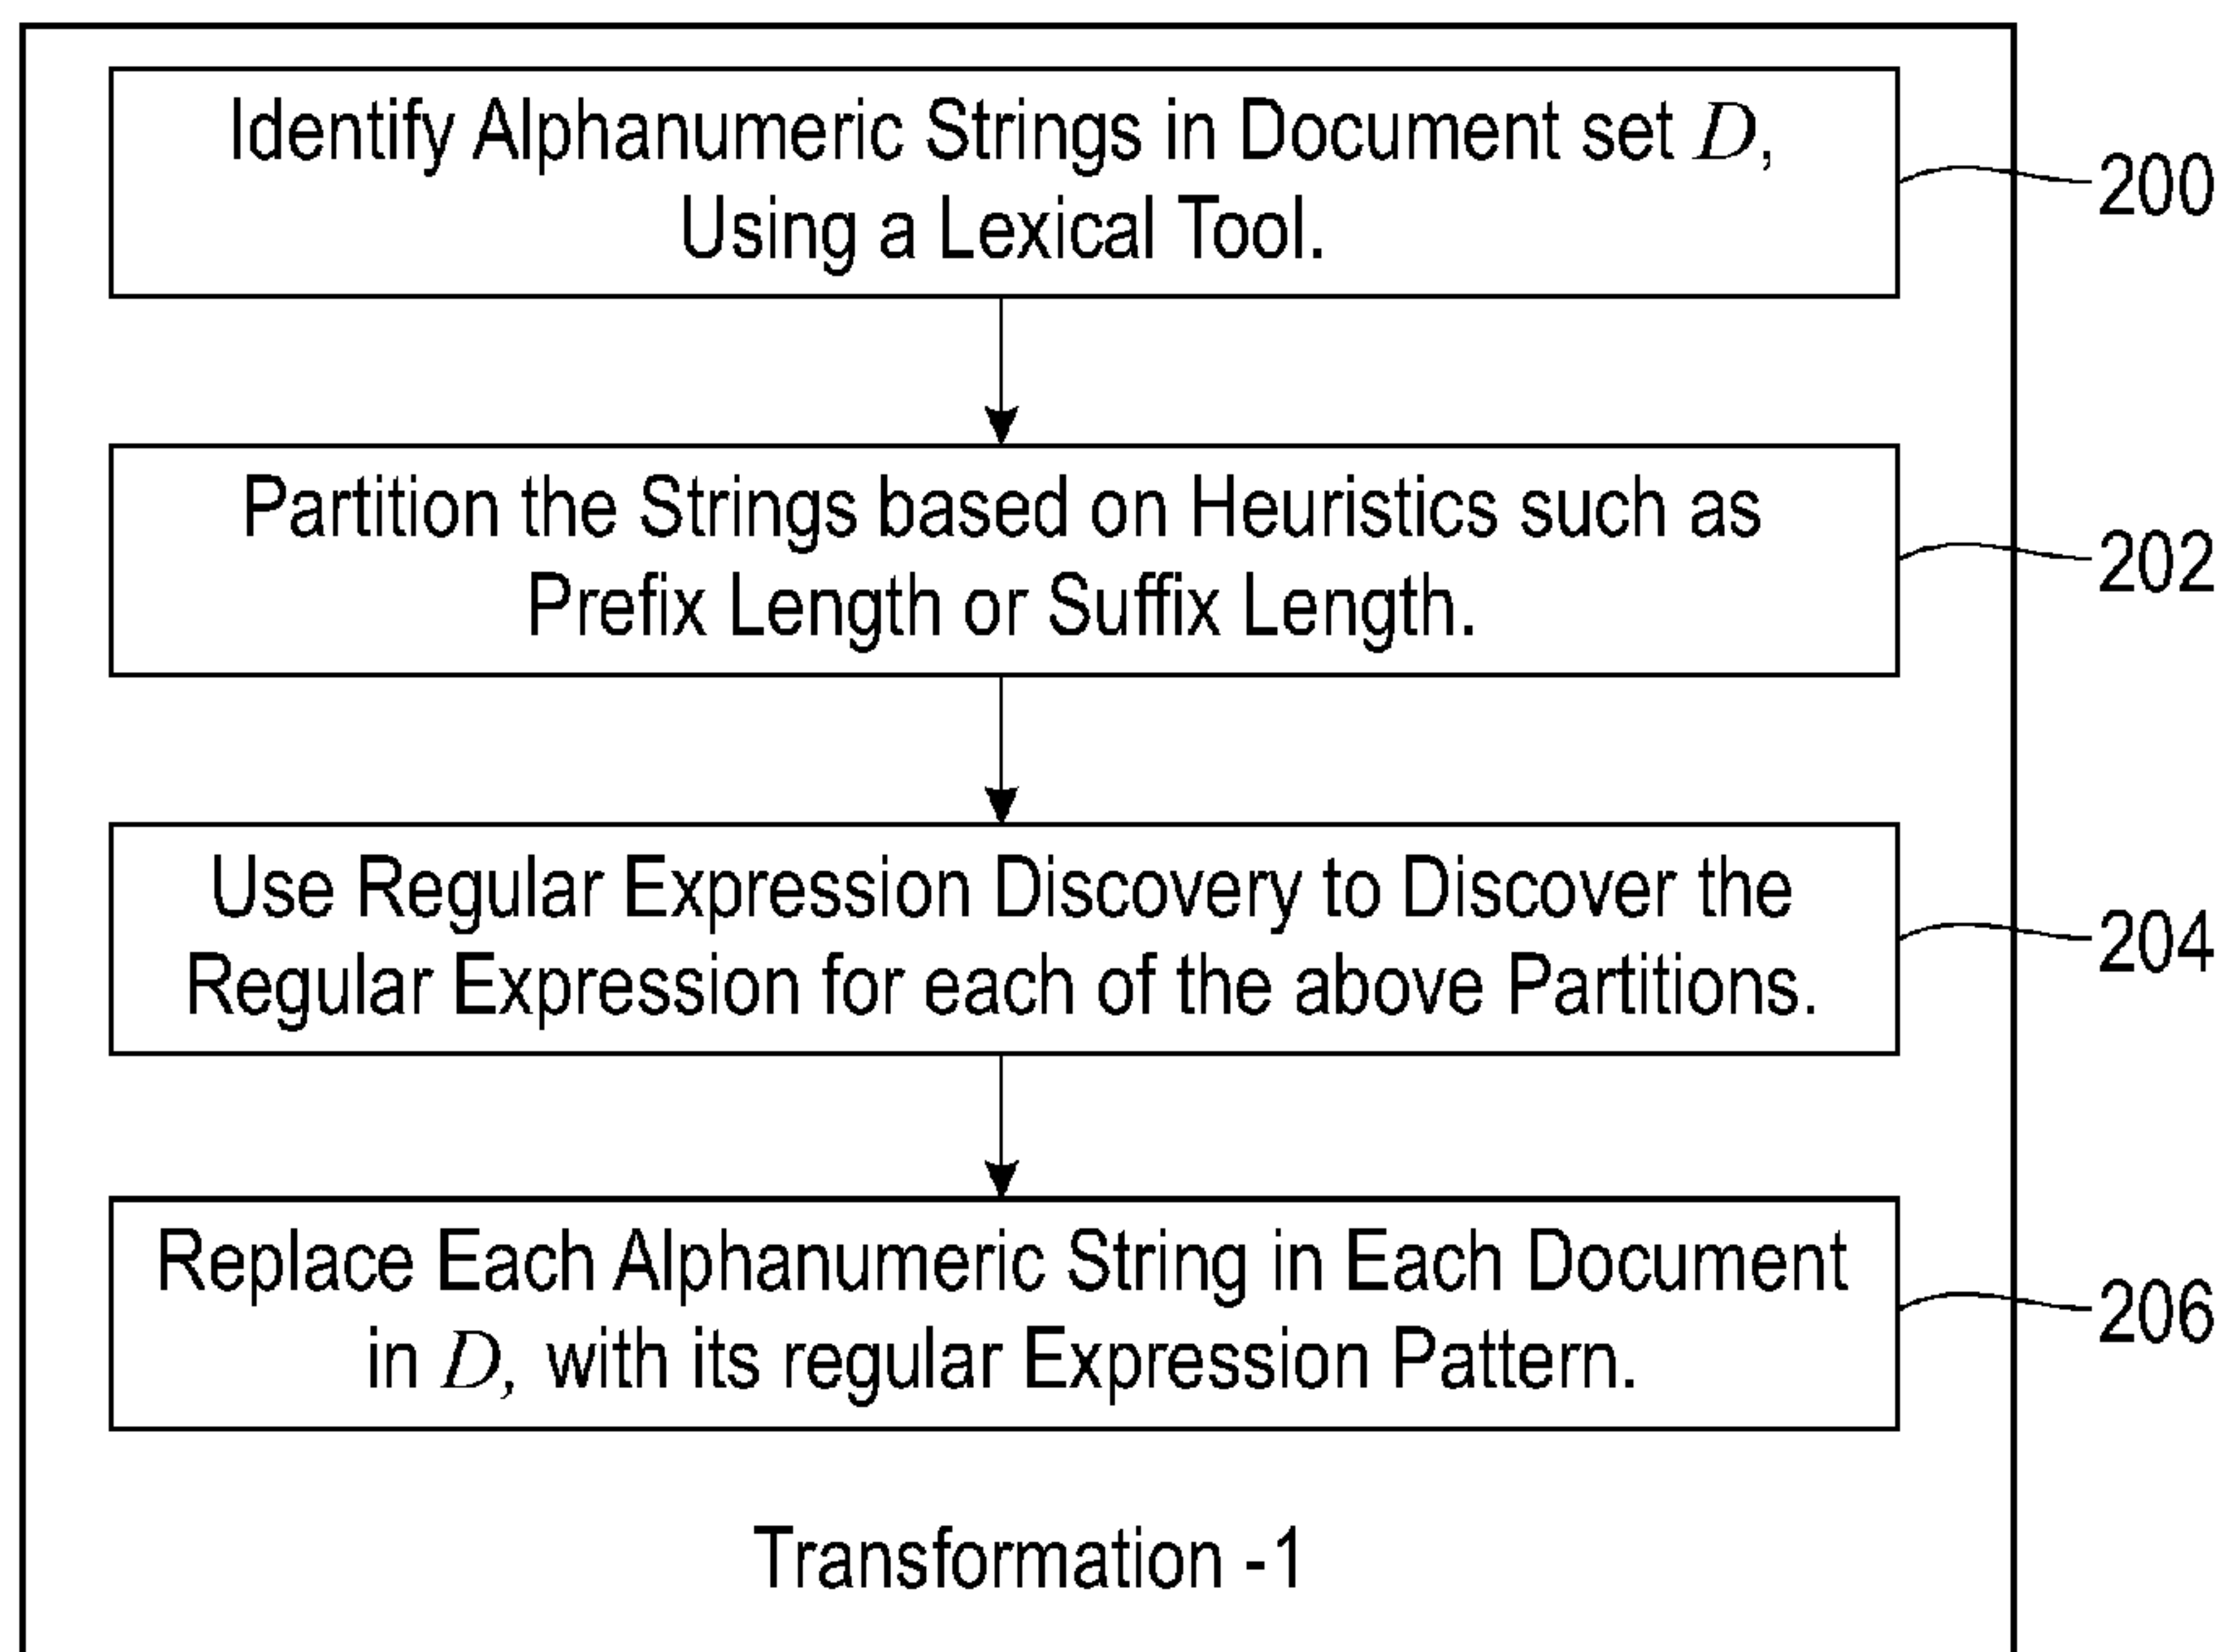 Identify Alphanumeric Strings in Document set D,
Using a Lexical Tool.
200
Partition the Strings based on Heuristics such as
Prefix Length or Suffix Length.
202
Use Regular Expression Discovery to Discover the
Regular Expression for each of the above Partitions.
204
Replace Each Alphanumeric String in Each Document
in D, with its regular Expression Pattern.
206
Transformation -1